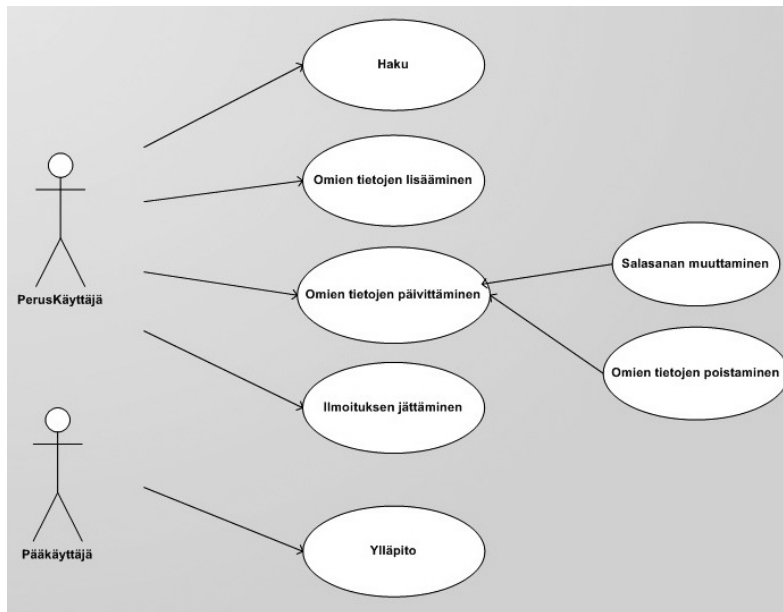 Haku
Omien tietojen lisääminen
PerusKäyttäjä
Omien tietojen päivittäminen
Salasanan muuttaminen
Omien tietojen poistaminen
Ilmoituksen jättäminen
Pääkäyttäjä
Ylläpito